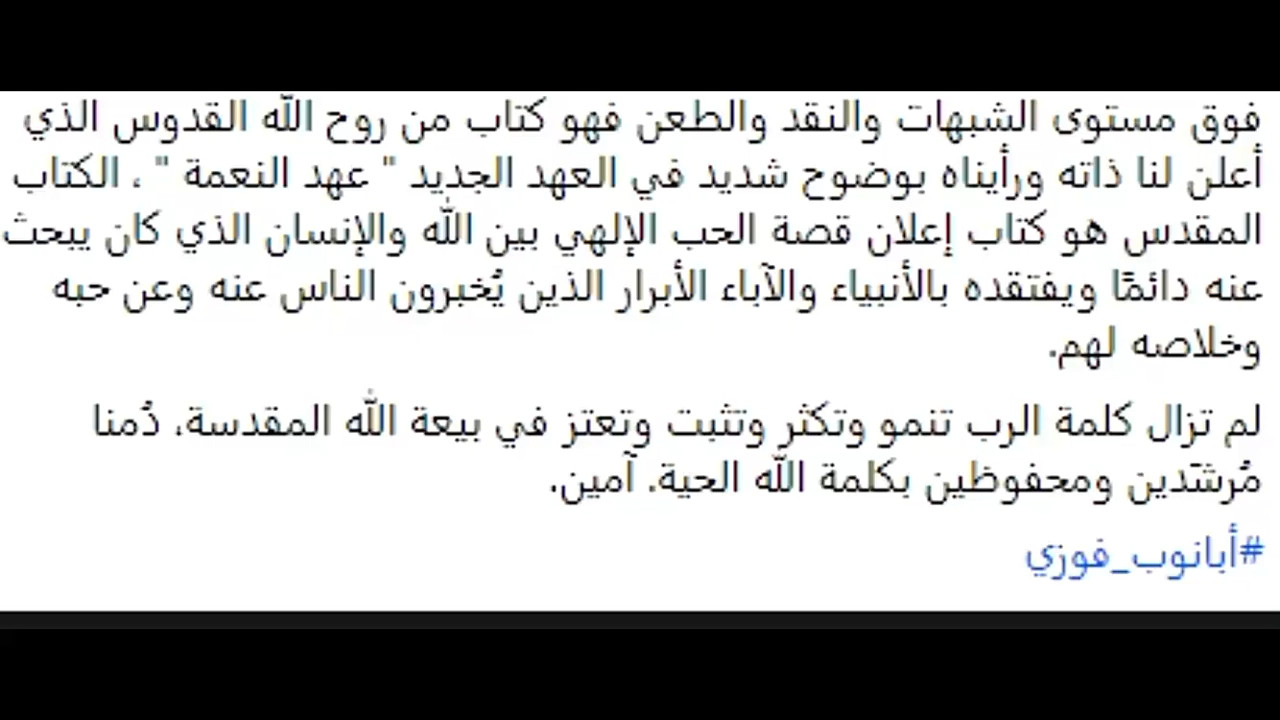 فوق مستوى الشبهات والنقد والطعن فهو كتاب من روح الله القدوس الذي
أعلن لنا ذاته ورأيناه بوضوح شديد في العهد الجديد " عهد النعمة " ، الكتاب
المقدس هو كتاب إعلان قصة الحب الإلهي بين الله والإنسان الذي كان يبحث
عنه دائمًا ويفتقده بالأنبياء والآباء الأبرار الذين يُخبرون الناس عنه وعن حبه
وخلاصه لهم.
لم تزال كلمة الرب تنمو وتكثر وتثبت وتعتز في بيعة الله المقدسة، دُمنا
مُرشَدين ومحفوظين بكلمة الله الحية. آمين.
#أبانوب_فوزي